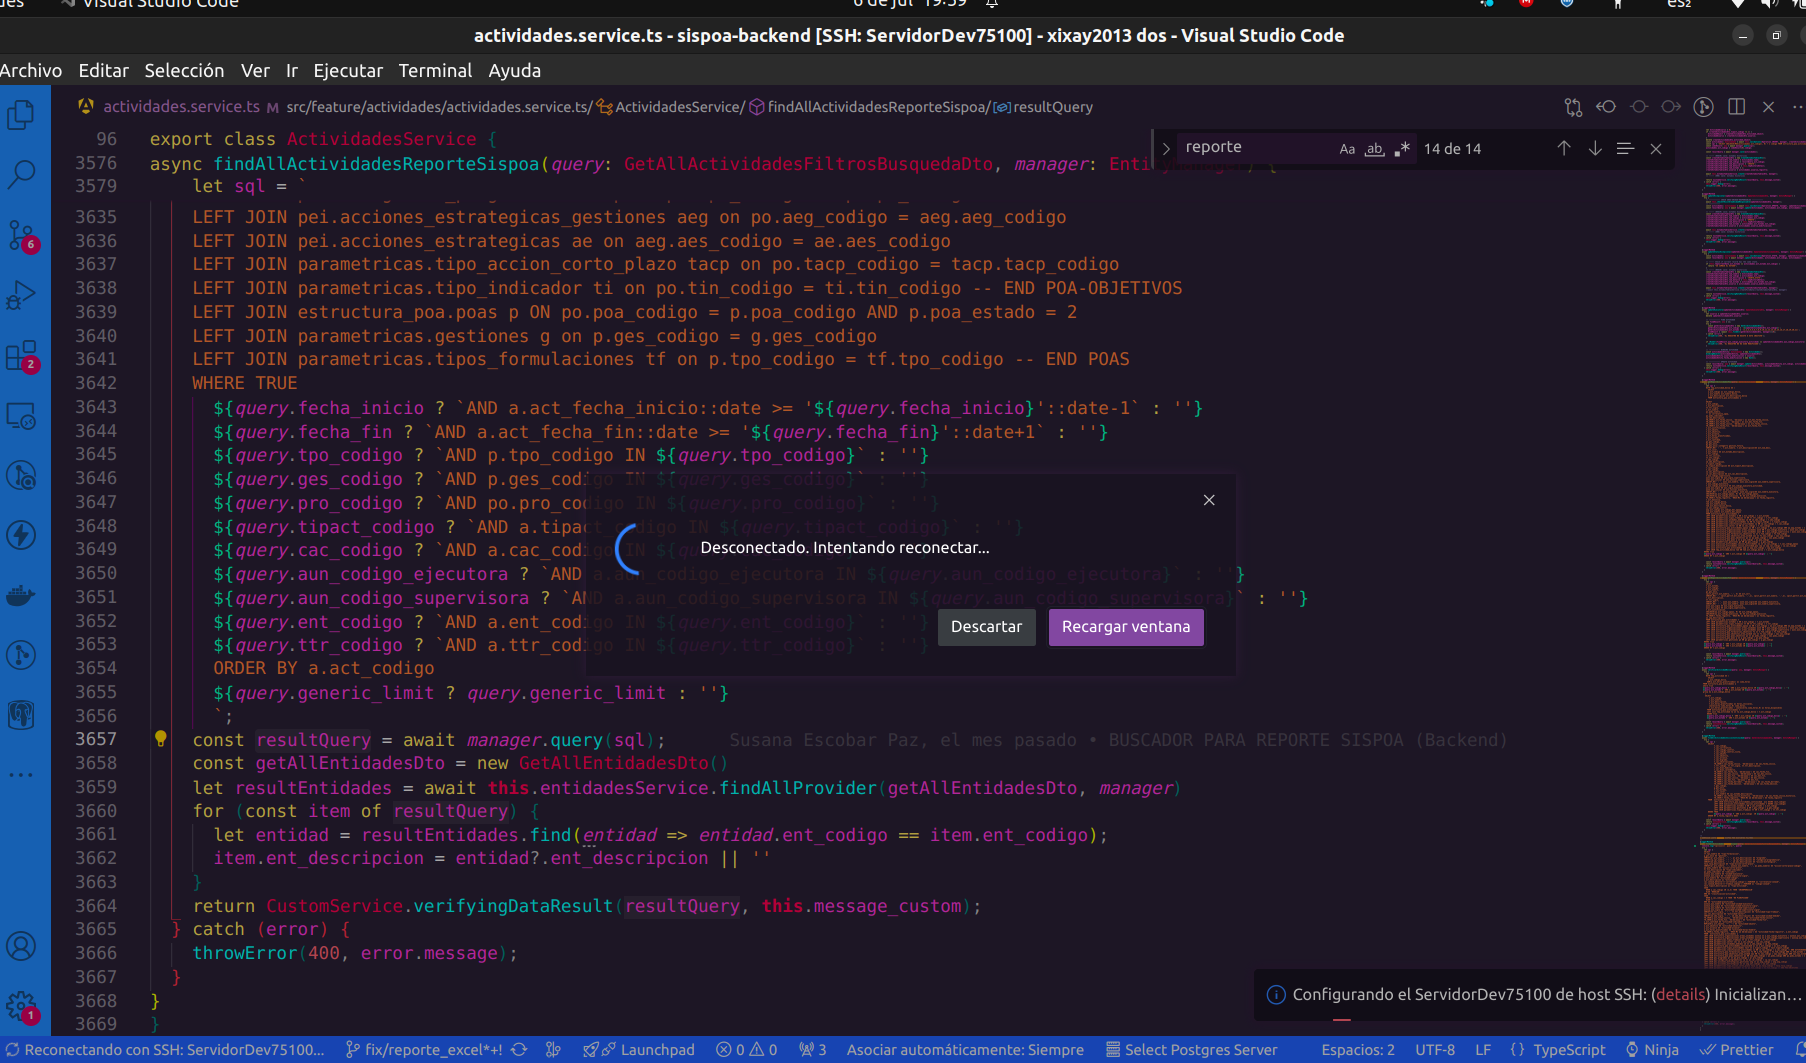 Visual Studio Code
6 de jul 19:39
es₂
actividades.service.ts - sispoa-backend [SSH: ServidorDev75100] - xixay2013 dos - Visual Studio Code
Archivo Editar Selección Ver Ir Ejecutar Terminal Ayuda
actividades.service.ts M src/feature/actividades/actividades.service.ts/ ActividadesService/ findAllActividadesReporteSispoa/ resultQuery
reporte
Aa ab .* 14 de 14
96 export class ActividadesService {
3576 async findAllActividadesReporteSispoa(query: GetAllActividadesFiltrosBusquedaDto, manager:
3579 let sql = `
3635 LEFT JOIN pei.acciones_estrategicas_gestiones aeg on po.aeg_codigo = aeg.aeg_codigo
3636 LEFT JOIN pei.acciones_estrategicas ae on aeg.aes_codigo = ae.aes_codigo
3637 LEFT JOIN parametricas.tipo_accion_corto_plazo tacp on po.tacp_codigo = tacp.tacp_codigo
3638 LEFT JOIN parametricas.tipo_indicador ti on po.tin_codigo = ti.tin_codigo -- END POA-OBJETIVOS
3639 LEFT JOIN estructura_poa.poas p ON po.poa_codigo = p.poa_codigo AND p.poa_estado = 2
3640 LEFT JOIN parametricas.gestiones g on p.ges_codigo = g.ges_codigo
3641 LEFT JOIN parametricas.tipos_formulaciones tf on p.tpo_codigo = tf.tpo_codigo -- END POAS
3642 WHERE TRUE
3643 ${query.fecha_inicio ? `AND a.act_fecha_inicio::date >= '${query.fecha_inicio}'::date-1` : ''}
3644 ${query.fecha_fin ? `AND a.act_fecha_fin::date >= '${query.fecha_fin}'::date+1` : ''}
3645 ${query.tpo_codigo ? `AND p.tpo_codigo IN ${query.tpo_codigo}` : ''}
3646 ${query.ges_codigo ? `AND p.ges_codigo IN ${query.ges_codigo}` : ''}
3647 ${query.pro_codigo ? `AND po.pro_codigo IN ${query.pro_codigo}` : ''}
3648 ${query.tipact_codigo ? `AND a.tipact_codigo IN ${query.tipact_codigo}` : ''}
3649 ${query.cac_codigo ? `AND a.cac_codigo IN
3650 ${query.aun_codigo_ejecutora ? `AND a.aun_codigo_ejecutora IN ${query.aun_codigo_ejecutora}` : ''}
3651 ${query.aun_codigo_supervisora ? `AND a.aun_codigo_supervisora IN ${query.aun_codigo_supervisora}` : ''}
3652 ${query.ent_codigo ? `AND a.ent_codigo IN ${query.ent_codigo}` : ''}
3653 ${query.ttr_codigo ? `AND a.ttr_codigo IN ${query.ttr_codigo}` : ''}
3654 ORDER BY a.act_codigo
3655 ${query.generic_limit ? query.generic_limit : ''}
3656 `;
3657 const resultQuery = await manager.query(sql); Susana Escobar Paz, el mes pasado • BUSCADOR PARA REPORTE SISPOA (Backend)
3658 const getAllEntidadesDto = new GetAllEntidadesDto()
3659 let resultEntidades = await this.entidadesService.findAllProvider(getAllEntidadesDto, manager)
3660 for (const item of resultQuery) {
3661 let entidad = resultEntidades.find(entidad => entidad.ent_codigo == item.ent_codigo);
3662 item.ent_descripcion = entidad?.ent_descripcion || ''
3663 }
3664 return CustomService.verifyingDataResult(resultQuery, this.message_custom);
3665 } catch (error) {
3666 throwError(400, error.message);
3667 }
3668 }
3669 }
Desconectado. Intentando reconectar...
Descartar Recargar ventana
6
2
1
Configurando el ServidorDev75100 de host SSH: (details) Inicializan...
Reconectando con SSH: ServidorDev75100... fix/reporte_excel*+! Launchpad 0 0 3 Asociar automáticamente: Siempre Select Postgres Server Espacios: 2 UTF-8 LF {} TypeScript Ninja Prettier